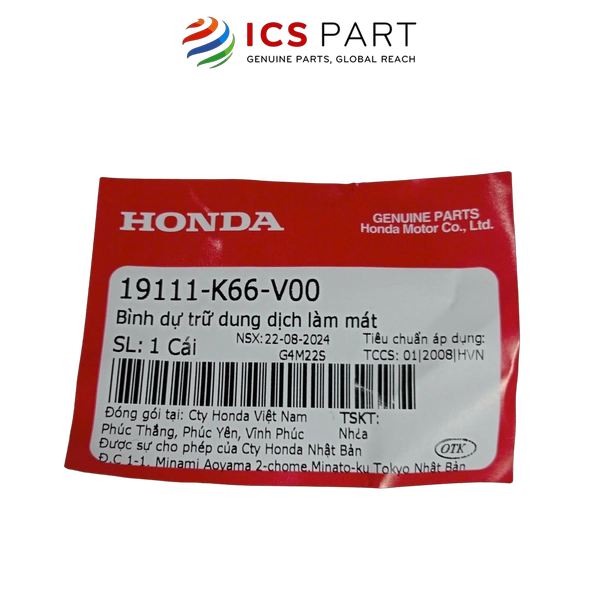 ICS PART
GENUINE PARTS, GLOBAL REACH
HONDA
GENUINE PARTS
Honda Motor Co., Ltd.
19111-K66-V00
Bình dự trữ dung dịch làm mát
SL: 1 Cái
NSX: 22-08-2024
G4M22S
Tiêu chuẩn áp dụng:
TCCS: 01|2008|HVN
Đóng gói tại: Cty Honda Việt Nam
Phúc Thắng, Phúc Yên, Vĩnh Phúc
Được sự cho phép của Cty Honda Nhật Bản
Đ.C 1-1, Minami Aoyama 2-chome, Minato-ku Tokyo Nhật Bản
TSKT:
Nhựa
OTK